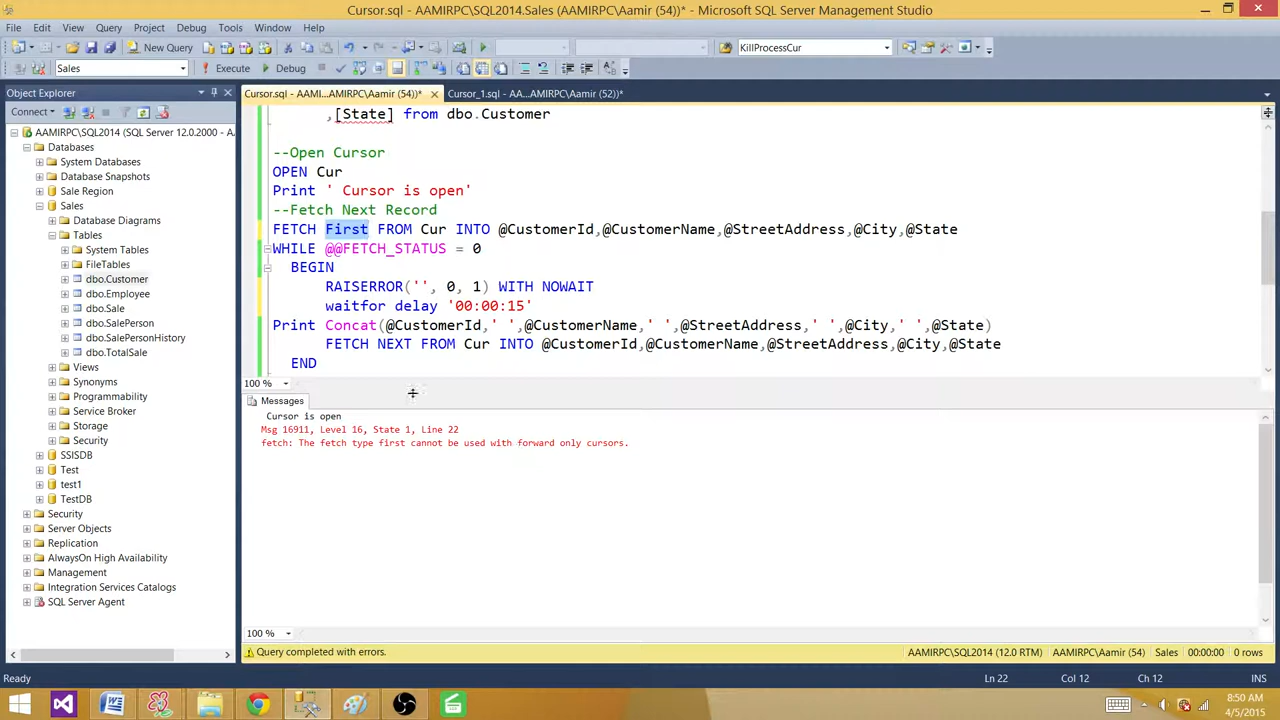 Cursor.sql - AAMIRPC\SQL2014.Sales (AAMIRPC\Aamir (54))* - Microsoft SQL Server Management Studio
File Edit View Query Project Debug Tools Window Help
New Query KillProcessCur
Sales Execute Debug
Object Explorer
Cursor.sql - AAMI...AMIRPC\Aamir (54))*
Cursor_1.sql - AA...AMIRPC\Aamir (52))*
Connect
AAMIRPC\SQL2014 (SQL Server 12.0.2000 - A
Databases
System Databases
Database Snapshots
Sale Region
Sales
Database Diagrams
Tables
System Tables
FileTables
dbo.Customer
dbo.Employee
dbo.Sale
dbo.SalePerson
dbo.SalePersonHistory
dbo.TotalSale
Views
Synonyms
Programmability
Service Broker
Storage
Security
SSISDB
Test
test1
TestDB
Security
Server Objects
Replication
AlwaysOn High Availability
Management
Integration Services Catalogs
SQL Server Agent
,[State] from dbo.Customer
--Open Cursor
OPEN Cur
Print ' Cursor is open'
--Fetch Next Record
FETCH First FROM Cur INTO @CustomerId,@CustomerName,@StreetAddress,@City,@State
WHILE @@FETCH_STATUS = 0
BEGIN
RAISERROR('', 0, 1) WITH NOWAIT
waitfor delay '00:00:15'
Print Concat(@CustomerId,' ',@CustomerName,' ',@StreetAddress,' ',@City,' ',@State)
FETCH NEXT FROM Cur INTO @CustomerId,@CustomerName,@StreetAddress,@City,@State
END
100 %
Messages
Cursor is open
Msg 16911, Level 16, State 1, Line 22
fetch: The fetch type first cannot be used with forward only cursors.
100 %
Query completed with errors. AAMIRPC\SQL2014 (12.0 RTM) AAMIRPC\Aamir (54) Sales 00:00:00 0 rows
Ready Ln 22 Col 12 Ch 12 INS
8:50 AM
4/5/2015